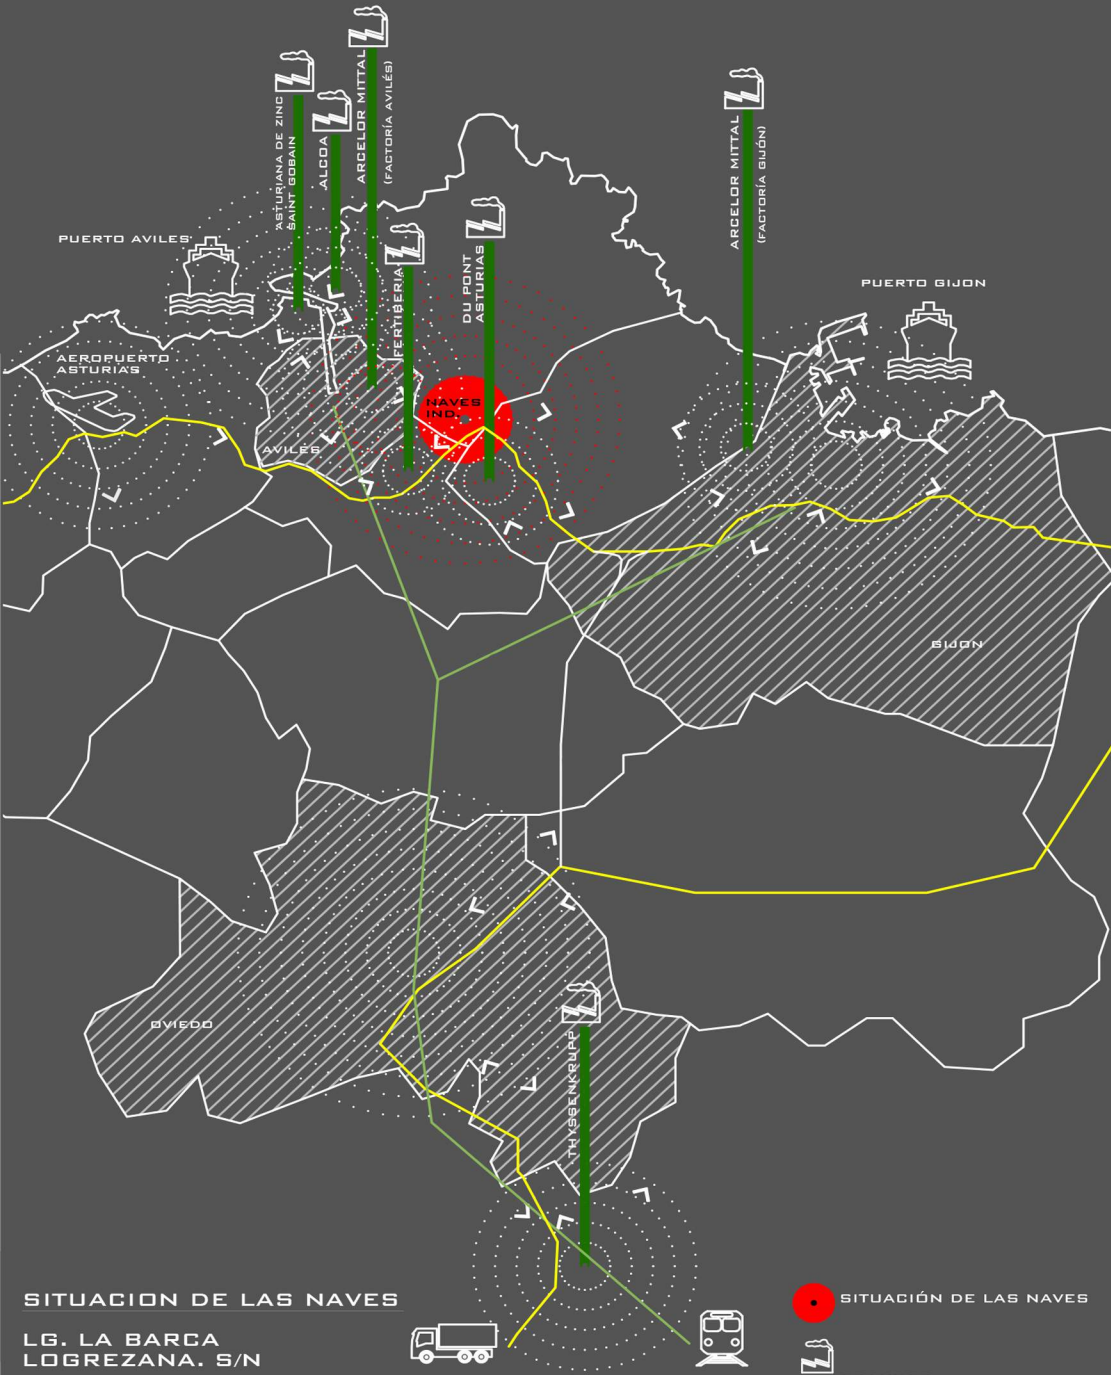 ARCELOR MITTAL
(FACTORÍA AVILÉS)
ASTURIANA DE ZINC
SAINT GOBAIN
ALCOA
ARCELOR MITTAL
(FACTORÍA GIJÓN)
PUERTO AVILES
FERTIBERIA
DU PONT
ASTURIAS
PUERTO GIJON
AEROPUERTO
ASTURIAS
NAVES
IND.
AVILES
GIJON
OVIEDO
THYSSENKRUPP
SITUACION DE LAS NAVES
LG. LA BARCA
LOGREZANA. S/N
SITUACIÓN DE LAS NAVES